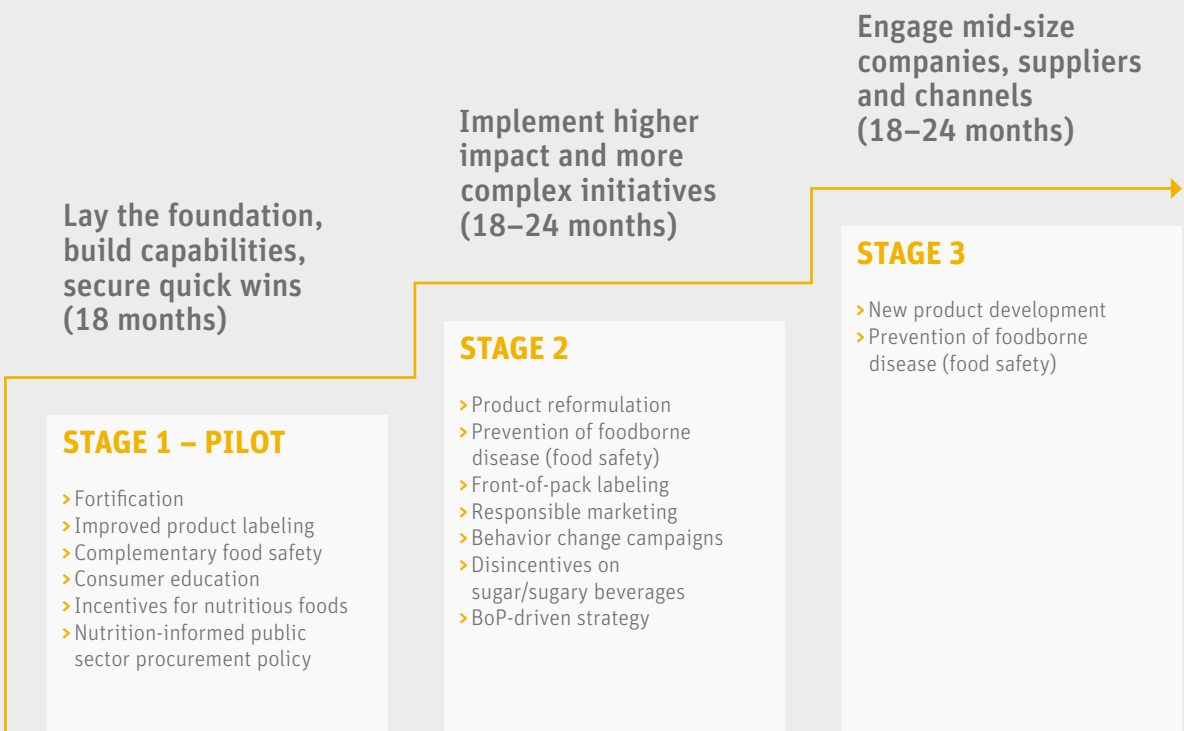 Lay the foundation,
build capabilities,
secure quick wins
(18 months)
STAGE 1 – PILOT
> Fortification
> Improved product labeling
> Complementary food safety
> Consumer education
> Incentives for nutritious foods
> Nutrition-informed public
sector procurement policy
Implement higher
impact and more
complex initiatives
(18–24 months)
STAGE 2
> Product reformulation
> Prevention of foodborne
disease (food safety)
> Front-of-pack labeling
> Responsible marketing
> Behavior change campaigns
> Disincentives on
sugar/sugary beverages
> BoP-driven strategy
Engage mid-size
companies, suppliers
and channels
(18–24 months)
STAGE 3
> New product development
> Prevention of foodborne
disease (food safety)